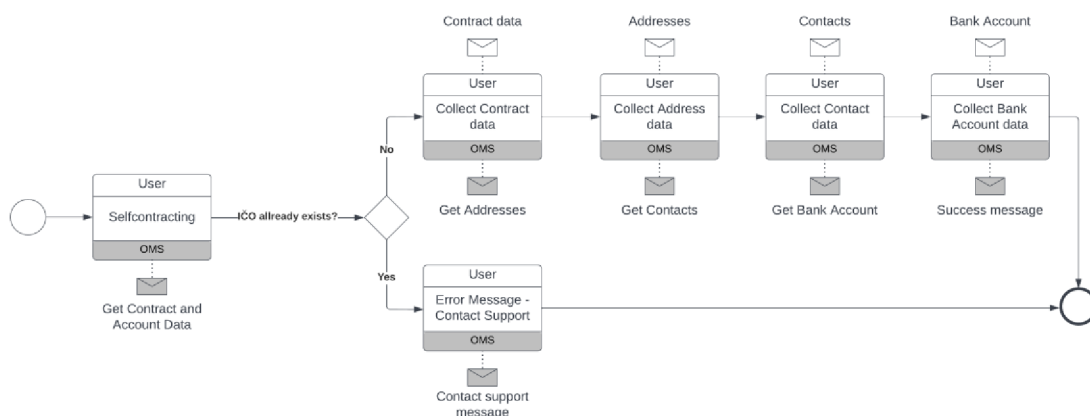 Contract data
Addresses
Contacts
Bank Account
User
Collect Contract
data
OMS
Get Addresses
User
Collect Address
data
OMS
Get Contacts
User
Collect Contact
data
OMS
Get Bank Account
User
Collect Bank
Account data
OMS
Success message
No
User
Selfcontracting
OMS
Get Contract and
Account Data
IČO allready exists?
Yes
User
Error Message -
Contact Support
OMS
Contact support
message